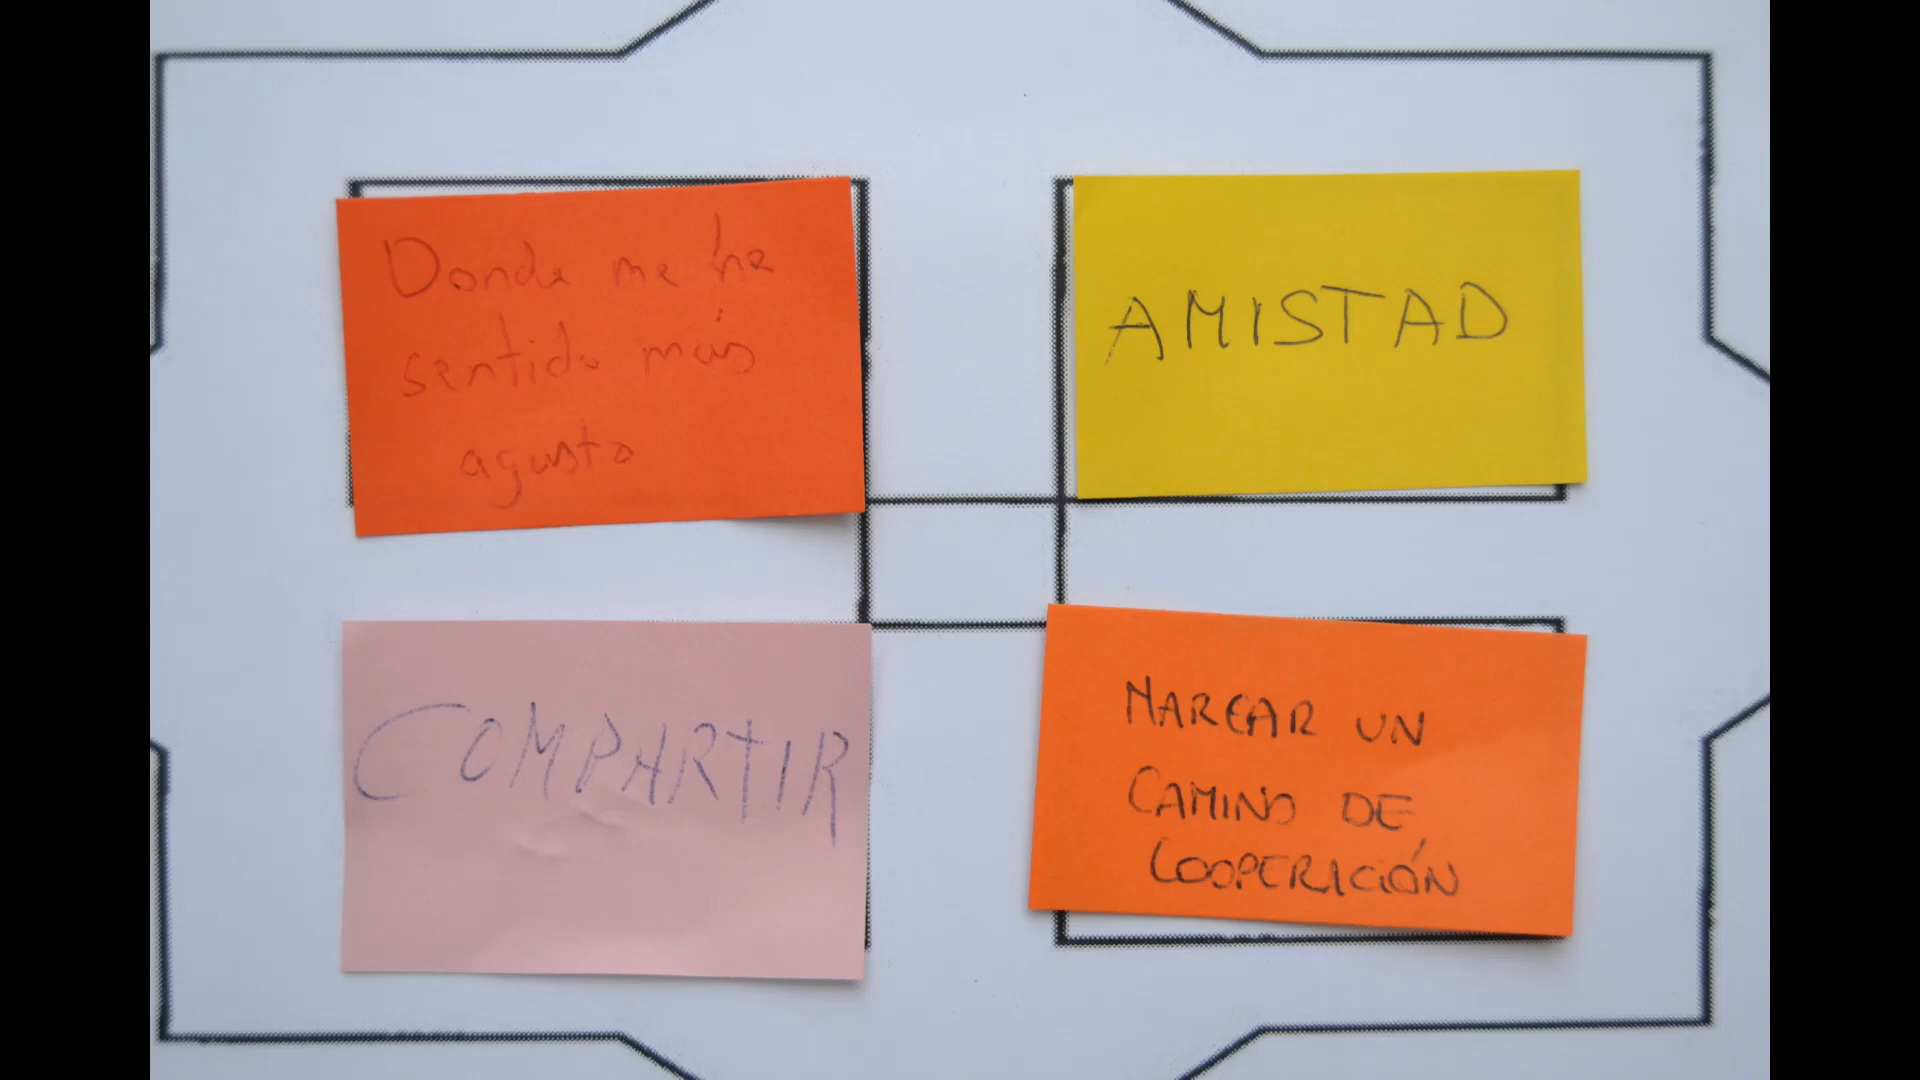 Donde me he
sentido más
agusto
AMISTAD
COMPARTIR
MARCAR UN
CAMINO DE
COOPERACIÓN